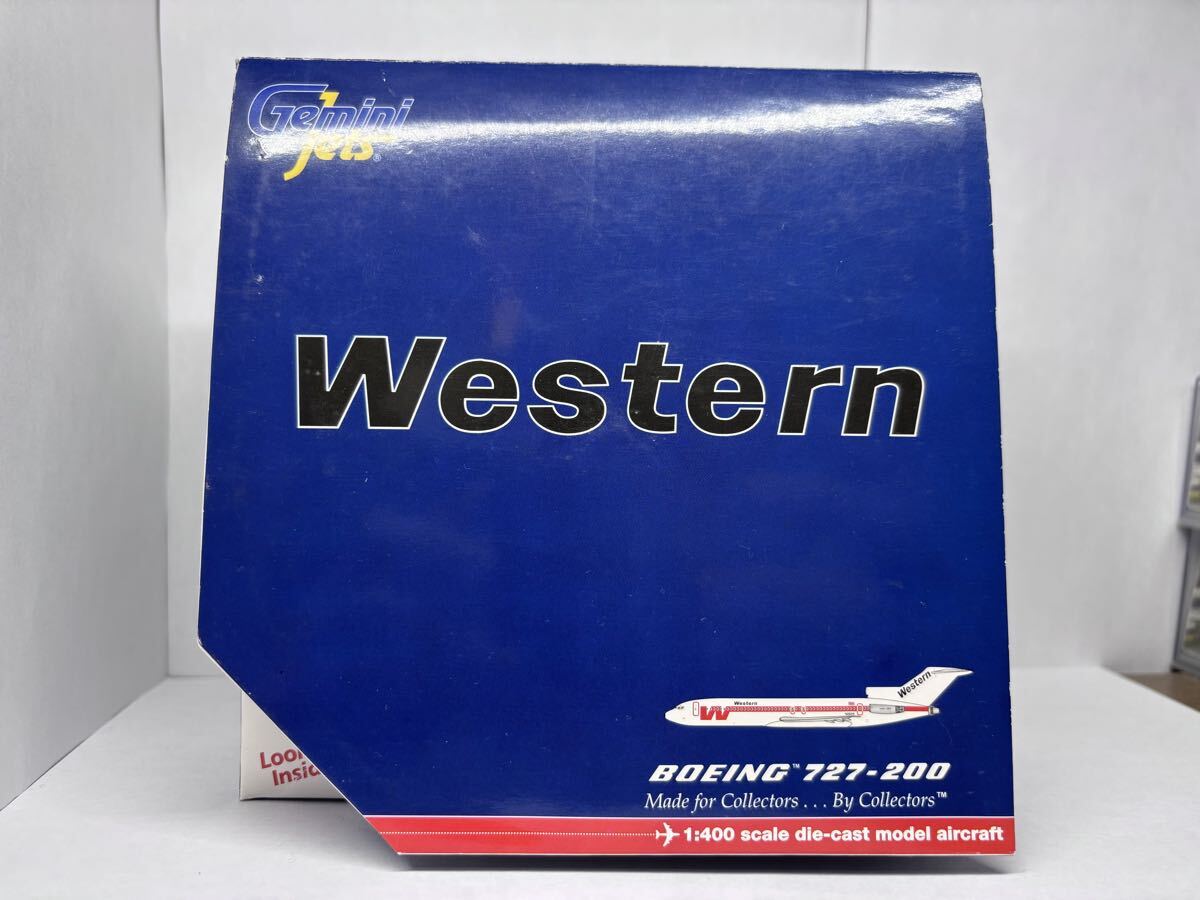 Gemini
Jets®
Western
Western
W
Western
BOEING™ 727-200
Made for Collectors . . . By Collectors™
1:400 scale die-cast model aircraft